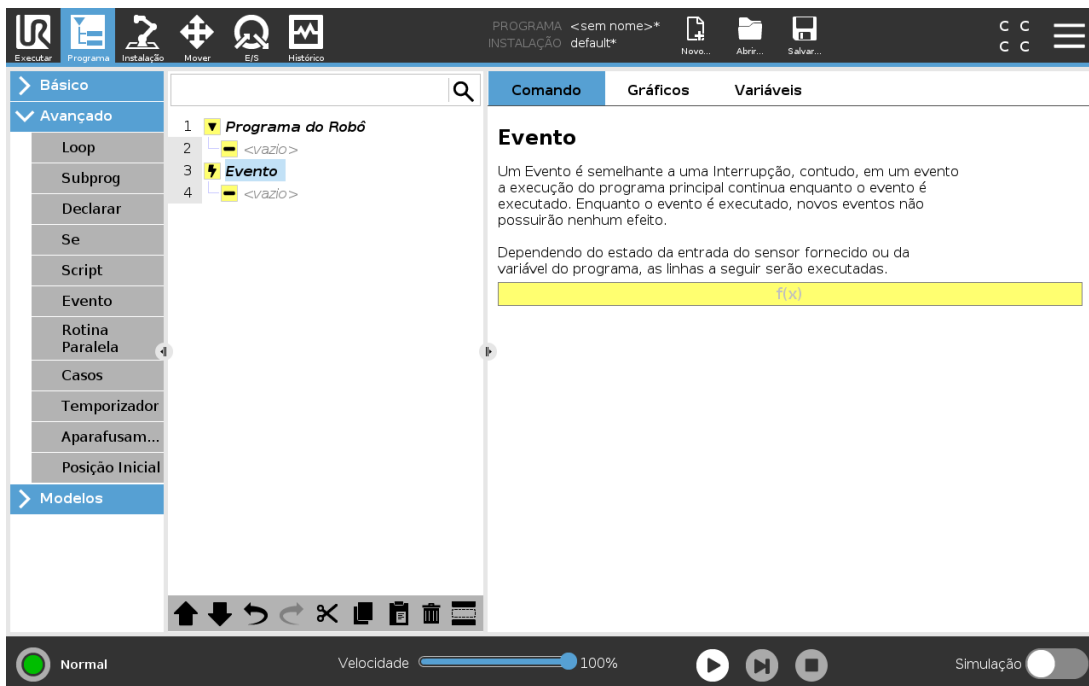 PROGRAMA <sem nome>*
INSTALAÇÃO default*
Executar Programa Instalação Mover E/S Histórico
Novo... Abrir... Salvar...
C C
C C
Básico
Avançado
Loop
Subprog
Declarar
Se
Script
Evento
Rotina
Paralela
Casos
Temporizador
Aparafusam...
Posição Inicial
Modelos
1 Programa do Robô
2 <vazio>
3 Evento
4 <vazio>
Comando Gráficos Variáveis
Evento
Um Evento é semelhante a uma Interrupção, contudo, em um evento
a execução do programa principal continua enquanto o evento é
executado. Enquanto o evento é executado, novos eventos não
possuirão nenhum efeito.
Dependendo do estado da entrada do sensor fornecido ou da
variável do programa, as linhas a seguir serão executadas.
f(x)
Normal
Velocidade 100%
Simulação